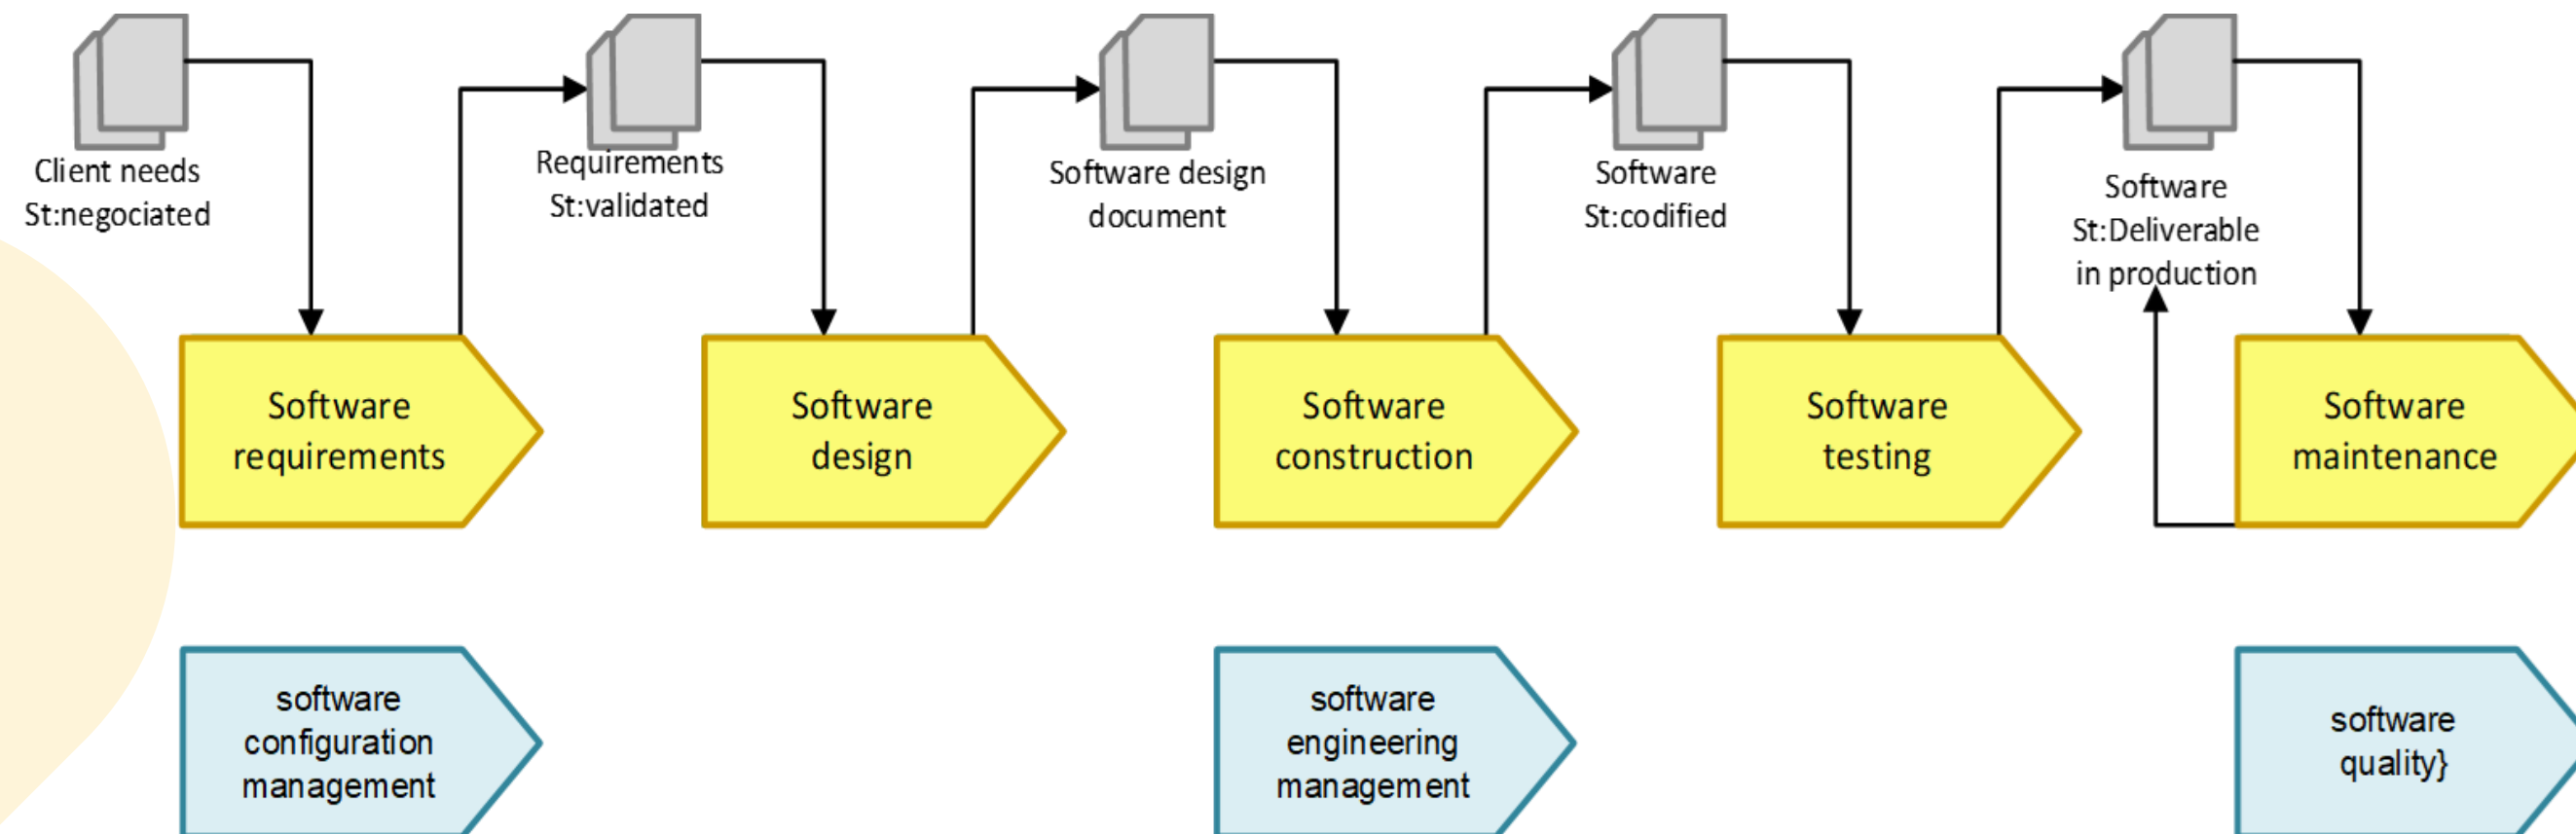 Client needs
St:negociated
Requirements
St:validated
Software design
document
Software
St:codified
Software
St:Deliverable
in production
Software
requirements
Software
design
Software
construction
Software
testing
Software
maintenance
software
configuration
management
software
engineering
management
software
quality}